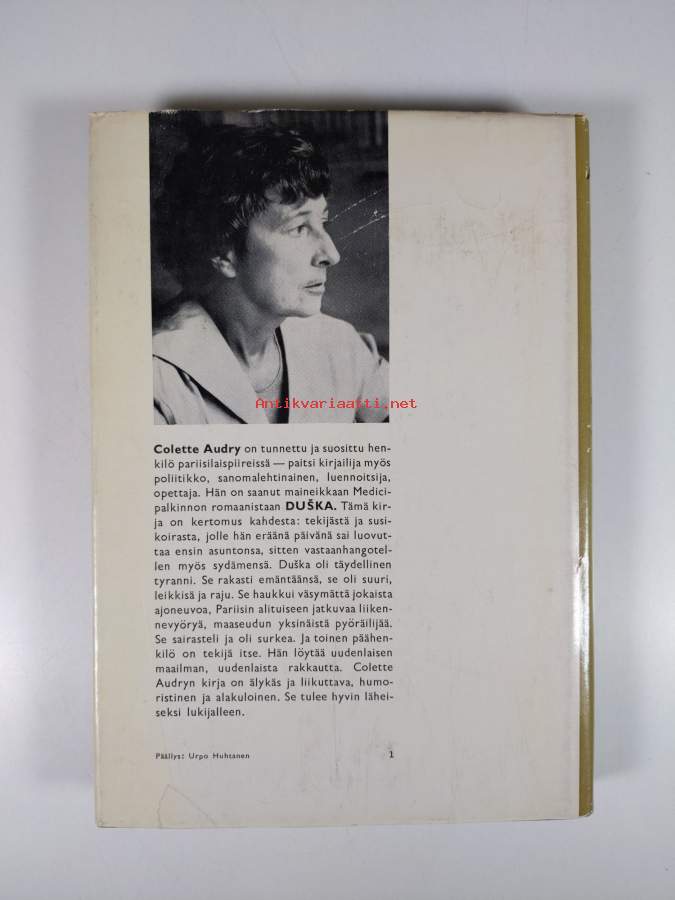 Antikvariaatti.net
Colette Audry on tunnettu ja suosittu hen-
kilö pariisilaispiireissä — paitsi kirjailija myös
poliitikko, sanomalehtinainen, luennoitsija,
opettaja. Hän on saanut maineikkaan Medici-
palkinnon romaanistaan DUŠKA. Tämä kir-
ja on kertomus kahdesta: tekijästä ja susi-
koirasta, jolle hän eräänä päivänä sai luovut-
taa ensin asuntonsa, sitten vastaanhangotel-
len myös sydämensä. Duška oli täydellinen
tyranni. Se rakasti emäntäänsä, se oli suuri,
leikkisä ja raju. Se haukkui väsymättä jokaista
ajoneuvoa, Pariisin alituiseen jatkuvaa liiken-
nevyöryä, maaseudun yksinäistä pyöräilijää.
Se sairasteli ja oli surkea. Ja toinen päähen-
kilö on tekijä itse. Hän löytää uudenlaisen
maailman, uudenlaista rakkautta. Colette
Audryn kirja on älykäs ja liikuttava, humo-
ristinen ja alakuloinen. Se tulee hyvin lähei-
seksi lukijalleen.
Päällys: Urpo Huhtanen 1